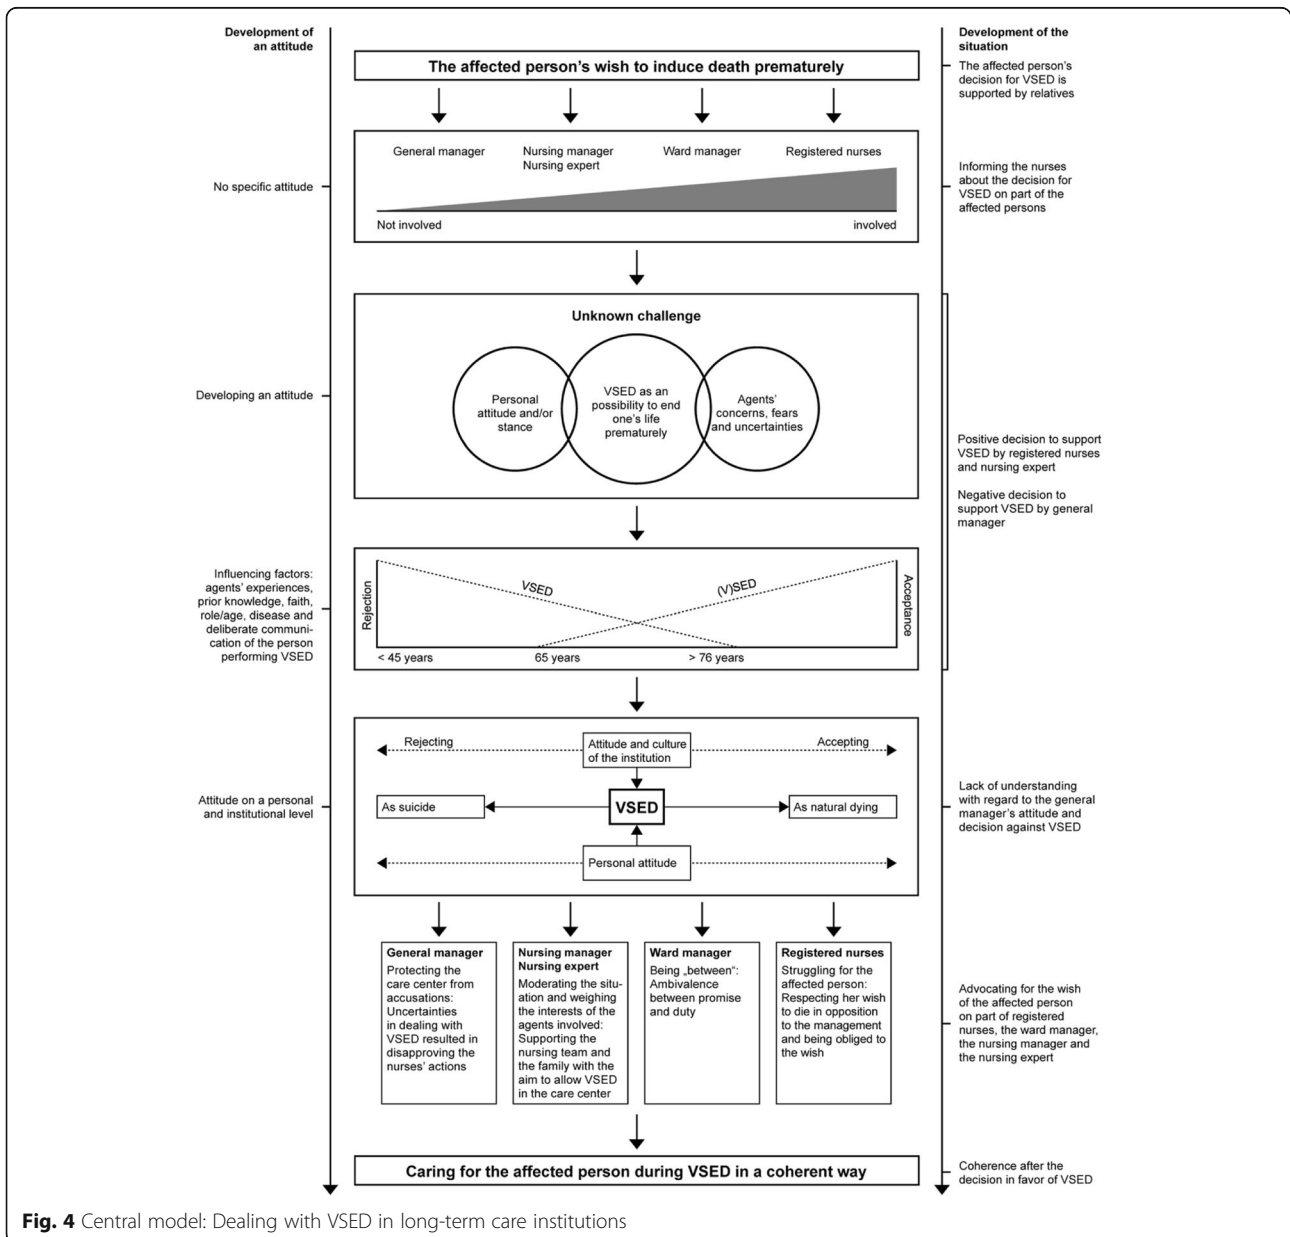 Development of
an attitude
Development of the
situation
The affected person's wish to induce death prematurely
The affected person's
decision for VSED is
supported by relatives
General manager
Nursing manager
Nursing expert
Ward manager
Registered nurses
Not involved
involved
No specific attitude
Informing the nurses
about the decision for
VSED on part of the
affected persons
Unknown challenge
Personal
attitude and/or
stance
VSED as an
possibility to end
one's life
prematurely
Agents'
concerns, fears
and uncertainties
Developing an attitude
Positive decision to support
VSED by registered nurses
and nursing expert
Negative decision to
support VSED by general
manager
Influencing factors:
agents' experiences,
prior knowledge, faith,
role/age, disease and
deliberate communi-
cation of the person
performing VSED
Rejection
VSED
(V)SED
Acceptance
< 45 years
65 years
> 76 years
Rejecting
Attitude and culture
of the institution
Accepting
As suicide
VSED
As natural dying
Personal attitude
Attitude on a personal
and institutional level
Lack of understanding
with regard to the general
manager's attitude and
decision against VSED
General manager
Protecting the
care center from
accusations:
Uncertainties
in dealing with
VSED resulted in
disapproving the
nurses' actions
Nursing manager
Nursing expert
Moderating the situ-
ation and weighing
the interests of the
agents involved:
Supporting the
nursing team and
the family with the
aim to allow VSED
in the care center
Ward manager
Being „between“:
Ambivalence
between promise
and duty
Registered nurses
Struggling for the
affected person:
Respecting her wish
to die in opposition
to the management
and being obliged to
the wish
Advocating for the wish
of the affected person
on part of registered
nurses, the ward manager,
the nursing manager and
the nursing expert
Caring for the affected person during VSED in a coherent way
Coherence after the
decision in favor of VSED
Fig. 4 Central model: Dealing with VSED in long-term care institutions